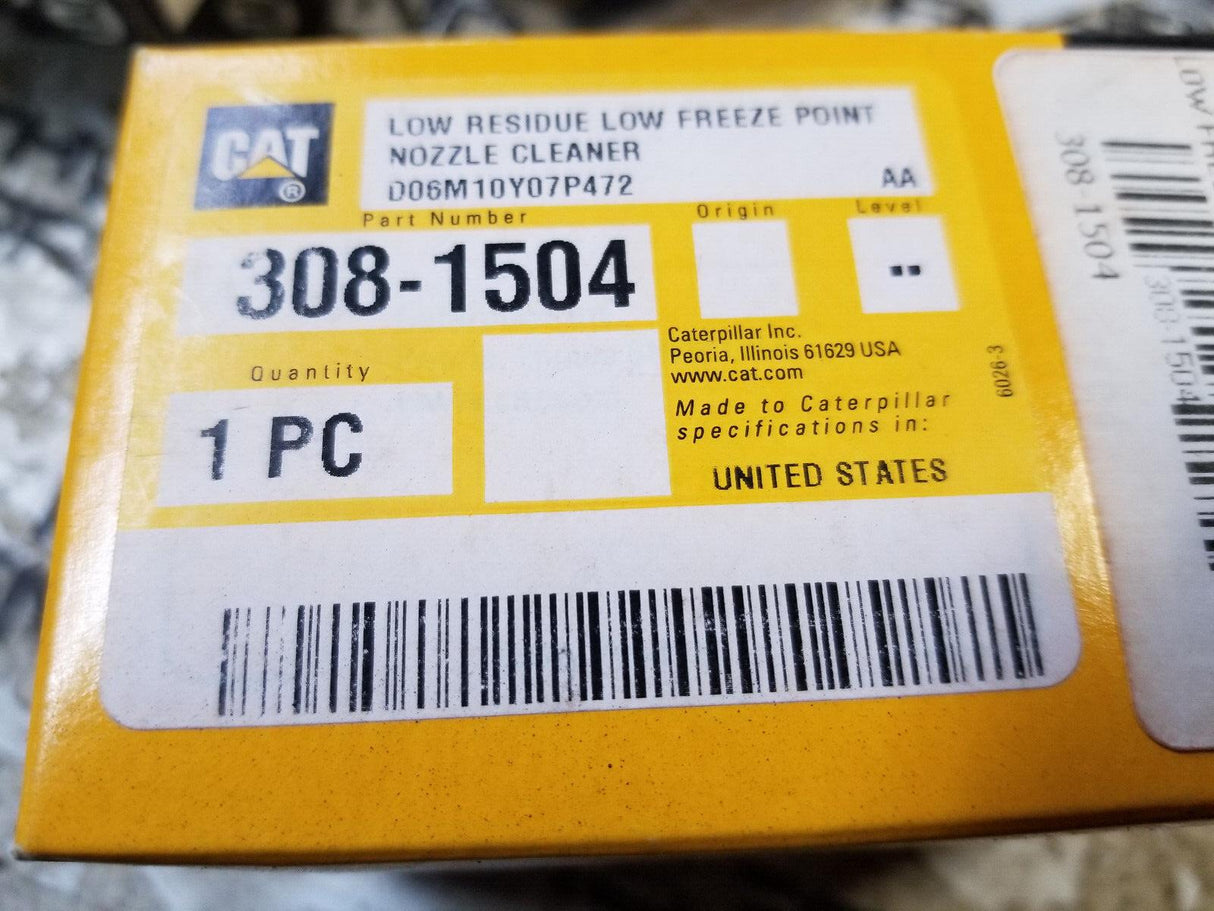 CAT
®
LOW RESIDUE LOW FREEZE POINT
NOZZLE CLEANER
D06M10Y07P472 AA
Part Number Origin Level
308-1504 --
Quantity
1 PC
Caterpillar Inc.
Peoria, Illinois 61629 USA
www.cat.com
Made to Caterpillar
specifications in:
UNITED STATES
6026-3
308-1504
308-1504